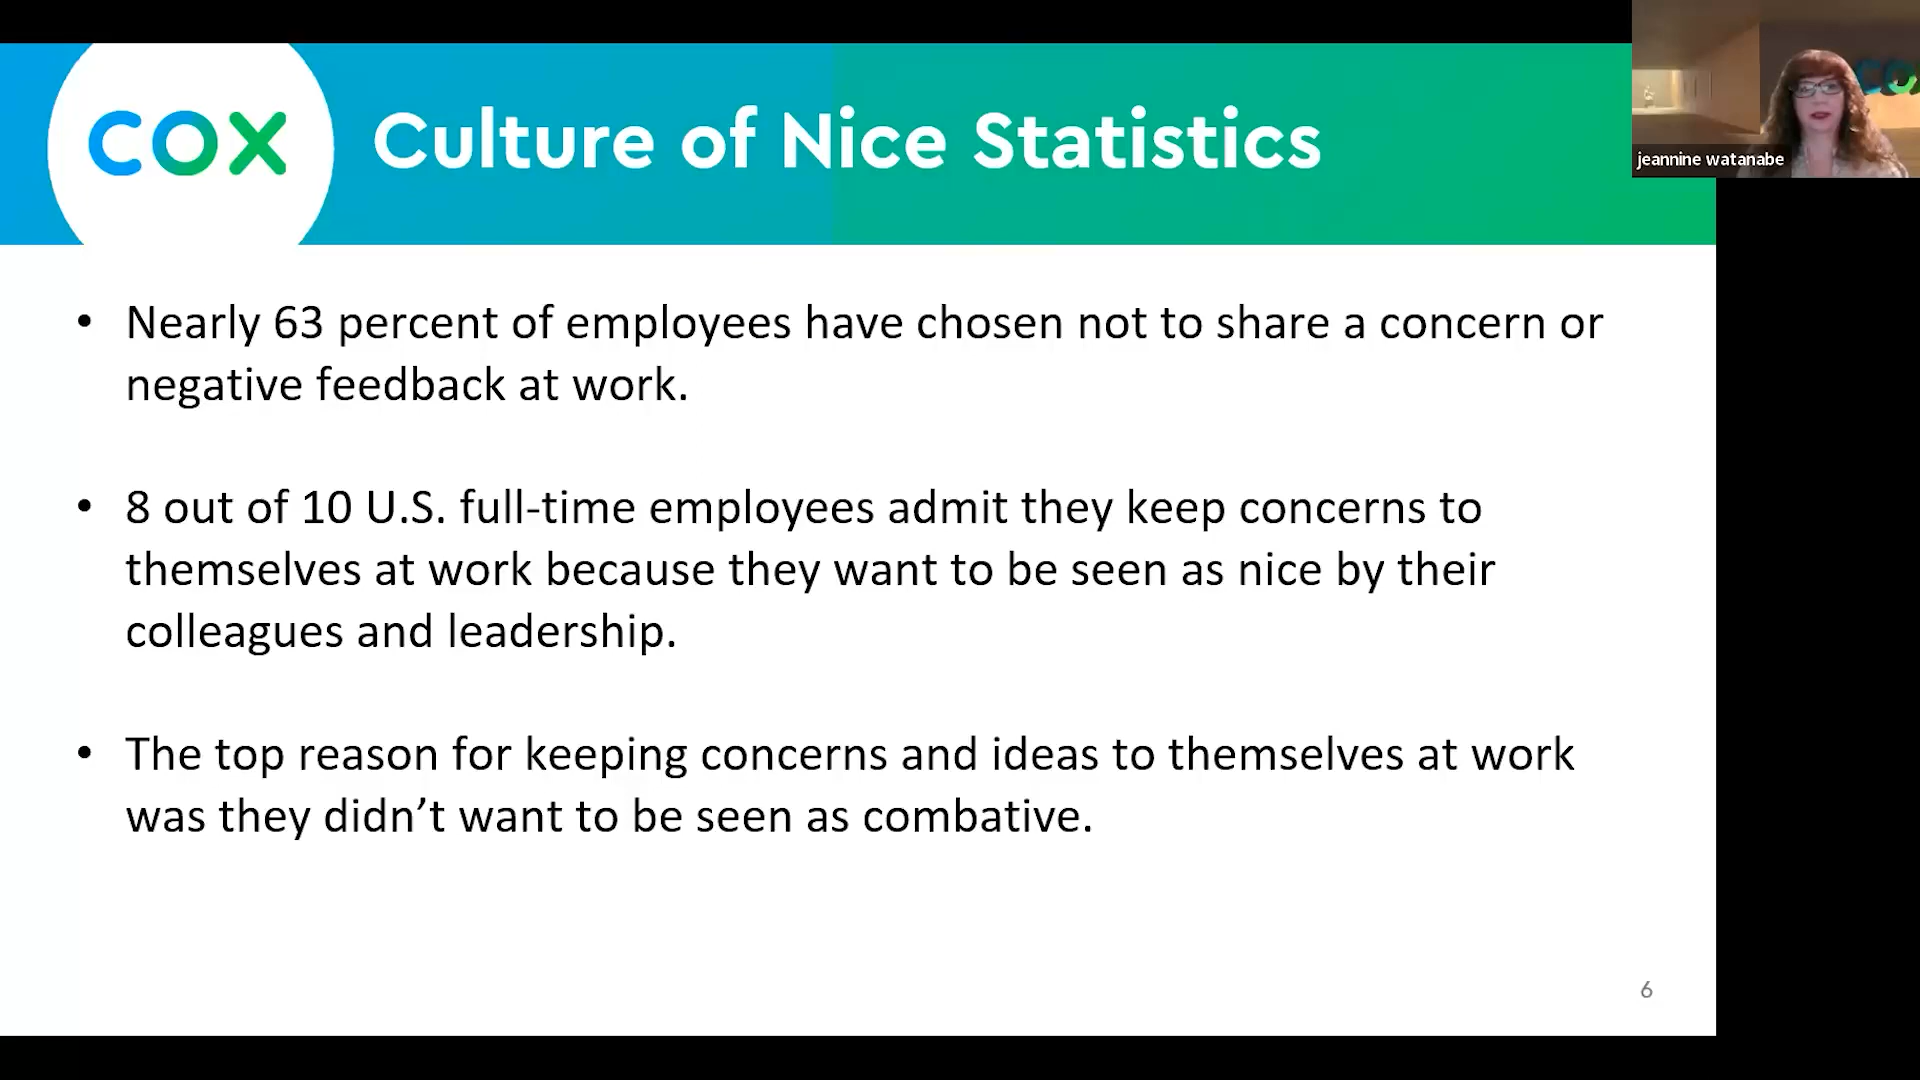 COX
Culture of Nice Statistics
jeannine watanabe
• Nearly 63 percent of employees have chosen not to share a concern or
negative feedback at work.
• 8 out of 10 U.S. full-time employees admit they keep concerns to
themselves at work because they want to be seen as nice by their
colleagues and leadership.
• The top reason for keeping concerns and ideas to themselves at work
was they didn’t want to be seen as combative.
6